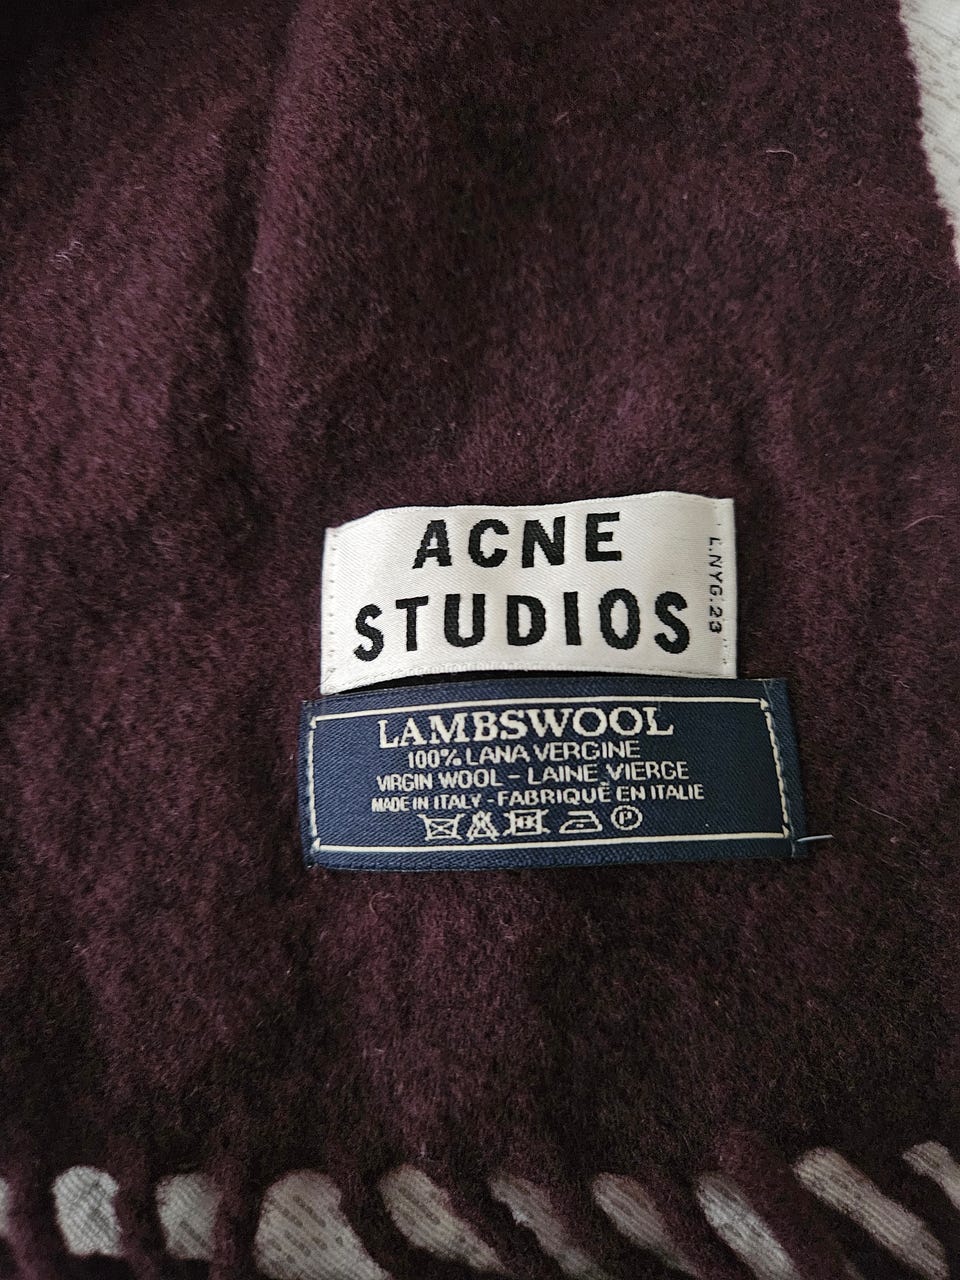 ACNE
STUDIOS
L.NYG.23
LAMBSWOOL
100% LANA VERGINE
VIRGIN WOOL - LAINE VIERGE
MADE IN ITALY - FABRIQUÉ EN ITALIE
P